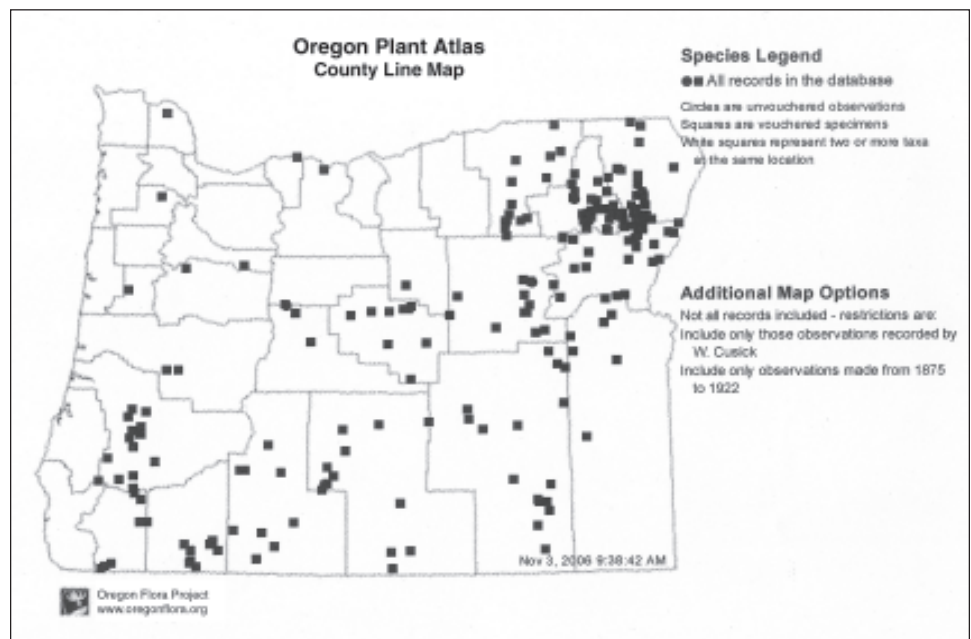 Oregon Plant Atlas
County Line Map
Species Legend
All records in the database
Circles are unvouchered observations
Squares are vouchered specimens
White squares represent two or more taxa
at the same location
Additional Map Options
Not all records included - restrictions are:
Include only those observations recorded by
W. Cusick
Include only observations made from 1875
to 1922
Nov 3, 2006 9:38:42 AM
Oregon Flora Project
www.oregonflora.org